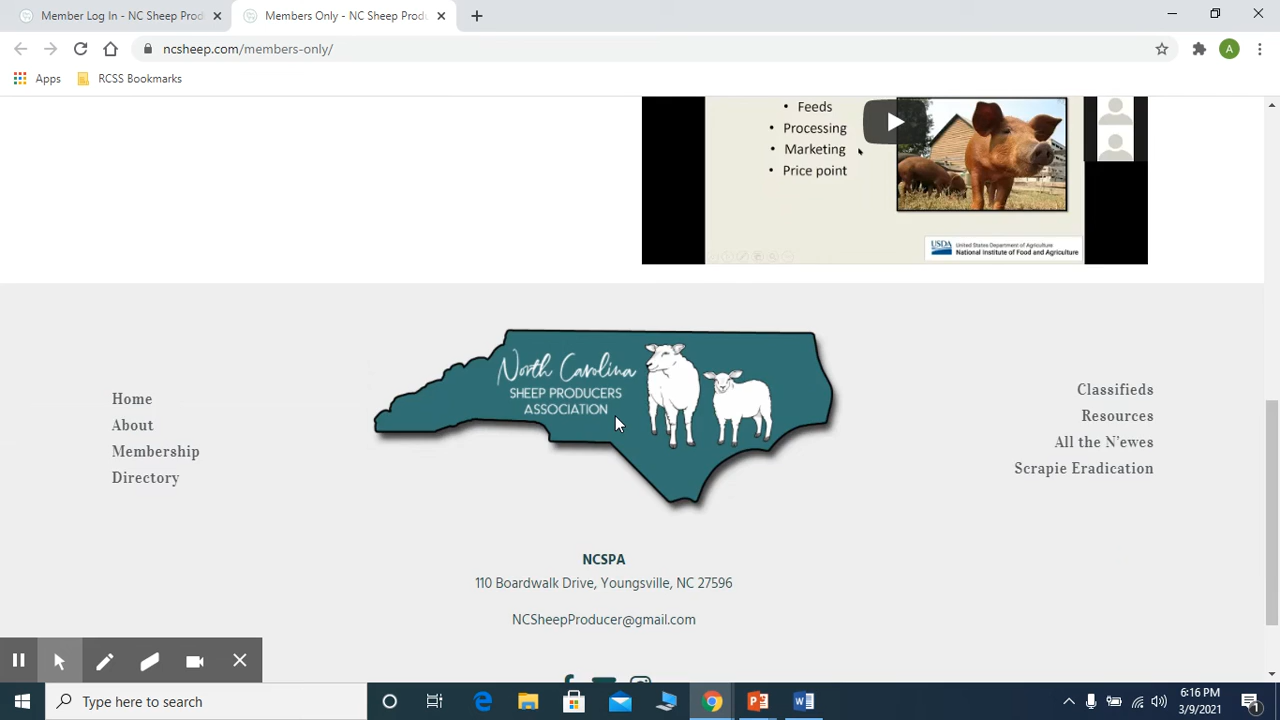 Member Log In - NC Sheep Prod
Members Only - NC Sheep Produ
ncsheep.com/members-only/
A
Apps
RCSS Bookmarks
• Feeds
• Processing
• Marketing
• Price point
USDA
United States Department of Agriculture
National Institute of Food and Agriculture
North Carolina
SHEEP PRODUCERS
ASSOCIATION
Home
About
Membership
Directory
Classifieds
Resources
All the N'ewes
Scrapie Eradication
NCSPA
110 Boardwalk Drive, Youngsville, NC 27596
NCSheepProducer@gmail.com
Type here to search
6:16 PM
3/9/2021
1